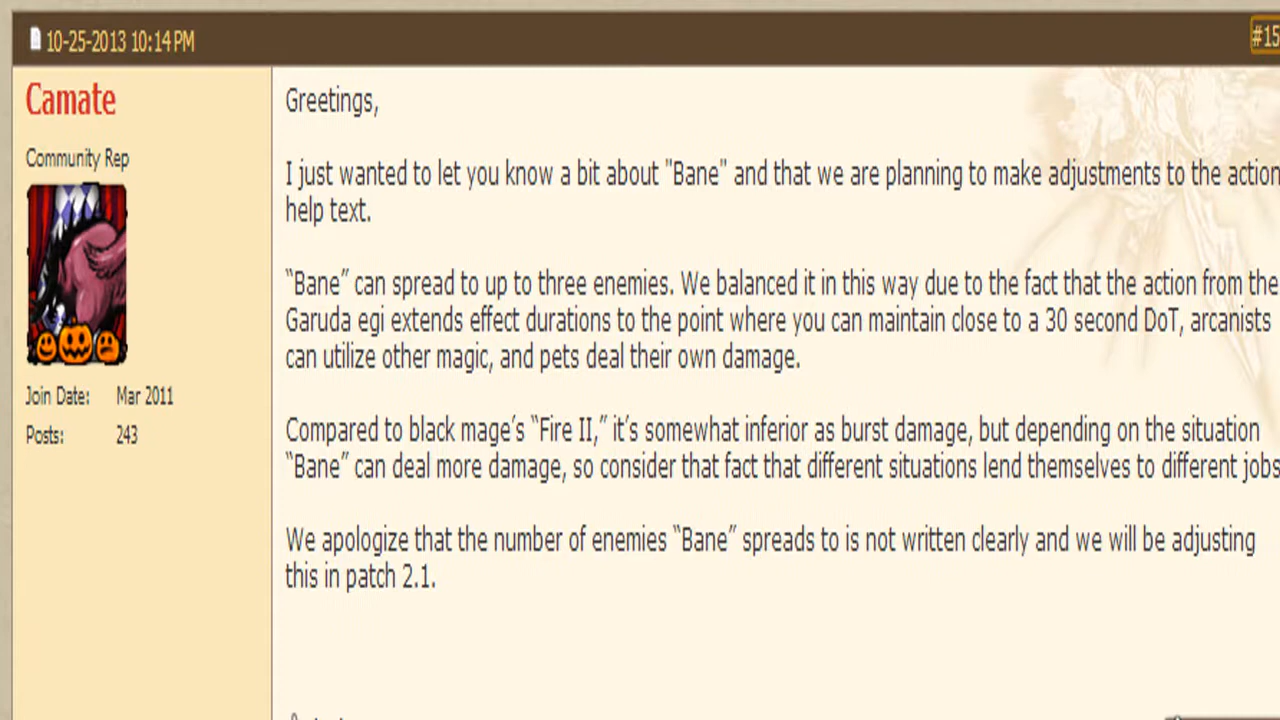 10-25-2013 10:14 PM
#15
Camate
Community Rep
Join Date: Mar 2011
Posts: 243
Greetings,
I just wanted to let you know a bit about "Bane" and that we are planning to make adjustments to the action
help text.
“Bane” can spread to up to three enemies. We balanced it in this way due to the fact that the action from the
Garuda egi extends effect durations to the point where you can maintain close to a 30 second DoT, arcanists
can utilize other magic, and pets deal their own damage.
Compared to black mage’s “Fire II,” it’s somewhat inferior as burst damage, but depending on the situation
“Bane” can deal more damage, so consider that fact that different situations lend themselves to different jobs
We apologize that the number of enemies “Bane” spreads to is not written clearly and we will be adjusting
this in patch 2.1.